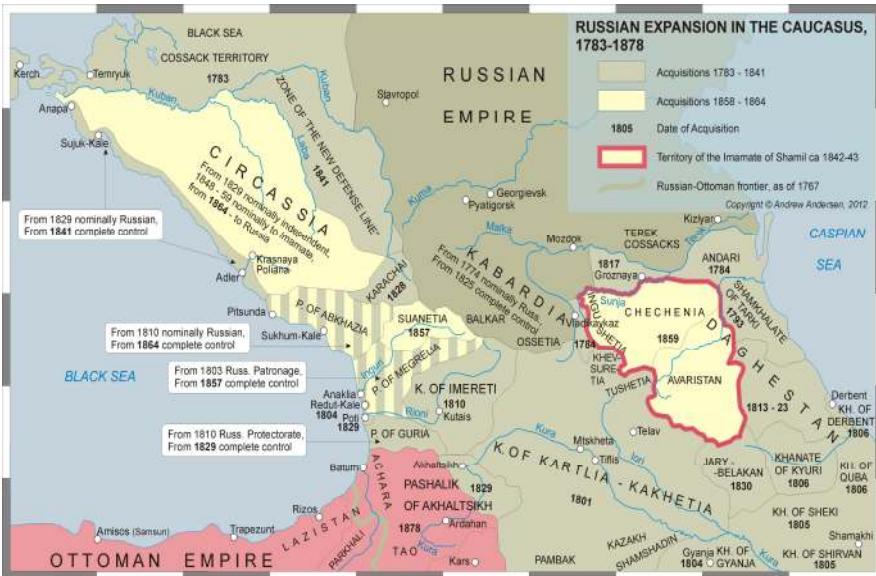 RUSSIAN EXPANSION IN THE CAUCASUS,
1783-1878
Acquisitions 1783 - 1841
Acquisitions 1858 - 1864
1805 Date of Acquisition
Territory of the Imamate of Shamil ca 1842-43
Russian-Ottoman frontier, as of 1767
Copyright © Andrew Andersen, 2012
BLACK SEA
COSSACK TERRITORY
1783
Kerch
Temryuk
Anapa
Kuban
Kuban
Laba
Sujuk-Kale
ZONE OF "THE NEW DEFENSE LINE"
1841
Stavropol
RUSSIAN
EMPIRE
CIRCASSIA
From 1829 nominally independent,
1848 - 59 nominally to Imamate,
from 1864 - to Russia
From 1829 nominally Russian,
From 1841 complete control
Krasnaya
Poliana
Adler
Pitsunda
Kuma
Georgievsk
Pyatigorsk
Malka
Mozdok
Kizlyar
TEREK
COSSACKS
Terek
CASPIAN
SEA
KABARDIA
From 1774 nominally Russ,
From 1825 complete control
KARACHAI
1828
1817
Groznaya
ANDARI
1784
SHAMKHALATE
OF TARKI
1793
Sunja
INGUSHETIA
CHECHENIA
1859
DAGHESTAN
AVARISTAN
1813 - 23
Vladikavkaz
1784
OSSETIA
KHEV-
SURE-
TIA
TUSHETIA
P. OF ABKHAZIA
Sukhum-Kale
SUANETIA
1857
BALKAR
Inguri
P. OF MEGRELIA
From 1810 nominally Russian,
From 1864 complete control
From 1803 Russ. Patronage,
From 1857 complete control
From 1810 Russ. Protectorate,
From 1829 complete control
BLACK SEA
Anaklia
Redut-Kale
1804
Poti
1829
Rioni
K. OF IMERETI
1810
Kutais
P. OF GURIA
Batum
ACHARA
Akhaltsikh
1829
PASHALIK
OF AKHALTSIKH
1878
Ardahan
Kura
TAO
Kars
PARKHALI
LAZISTAN
Rizos
Trapezunt
Amisos (Samsun)
OTTOMAN EMPIRE
Kura
Mtskheta
Tiflis
Iori
Telav
K. OF KARTLIA - KAKHETIA
1801
JARY -
-BELAKAN
1830
KHANATE
OF KYURI
1806
Derbent
KH. OF
DERBENT
1806
KH. OF
QUBA
1806
KH. OF SHEKI
1805
Shamakhi
KH. OF SHIRVAN
1805
PAMBAK
KAZAKH
SHAMSHADIN
Gyanja
1804
KH. OF
GYANJA
Kura